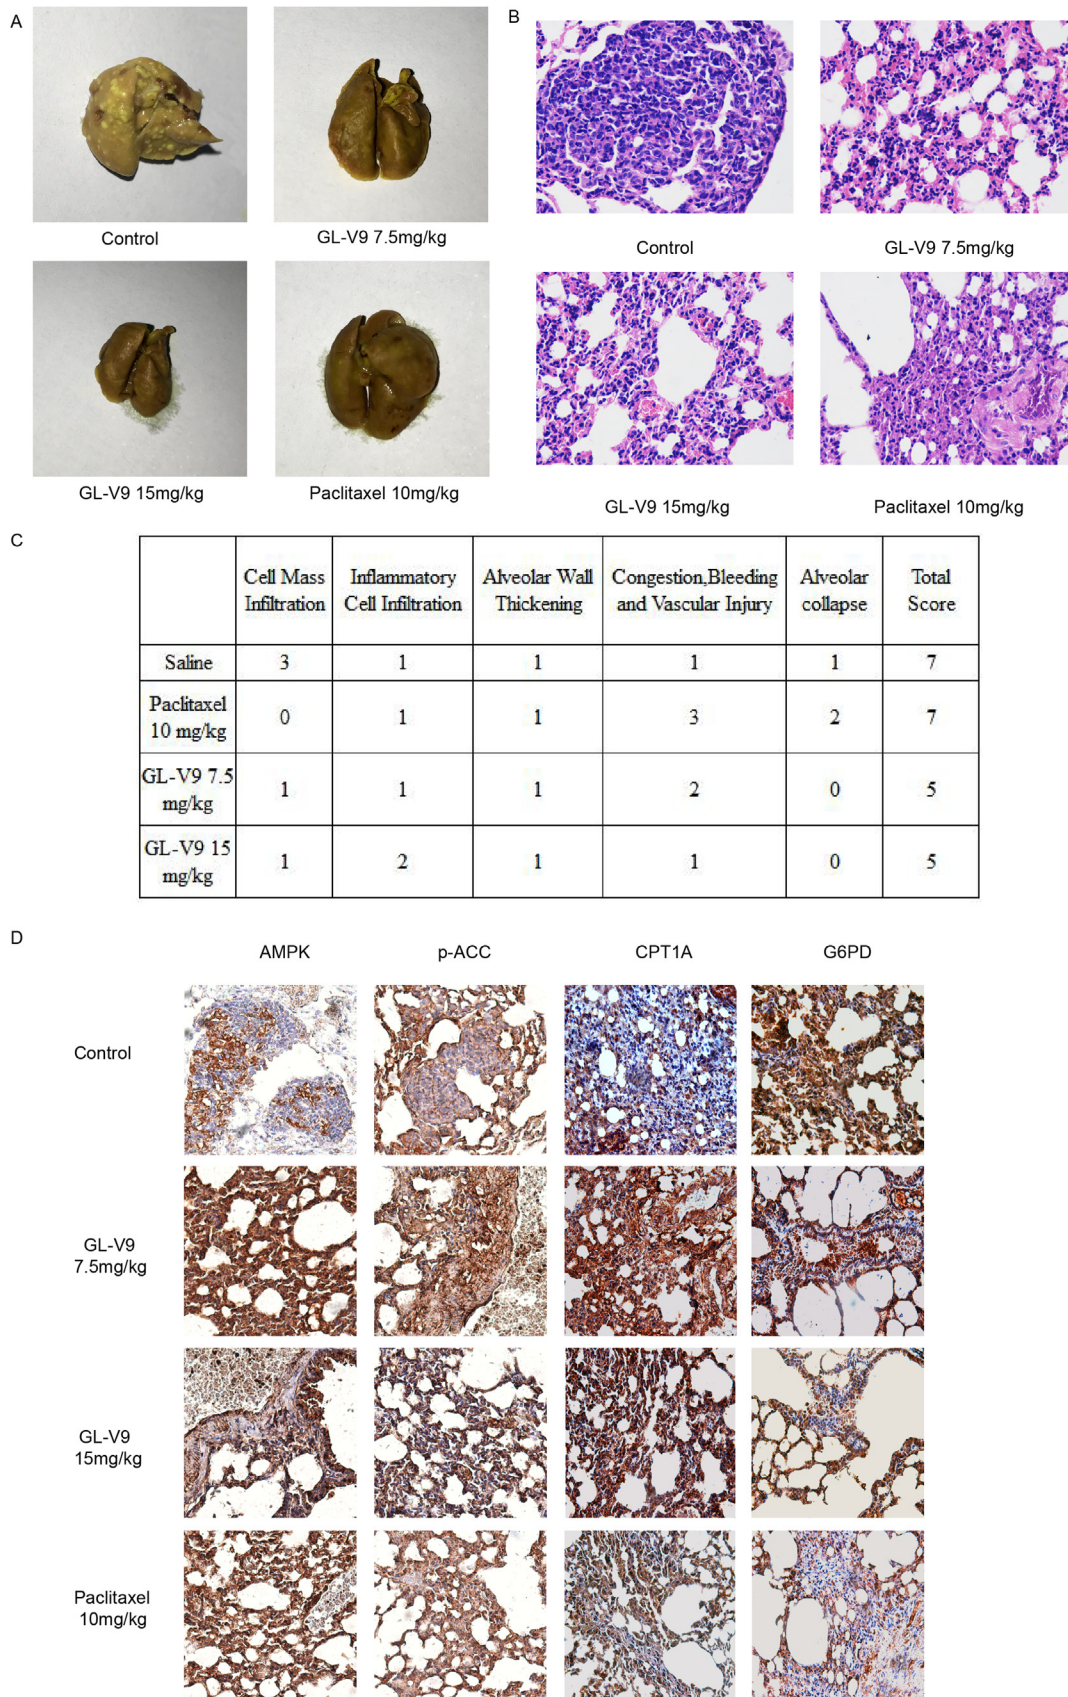 A
B
Control
GL-V9 7.5mg/kg
GL-V9 15mg/kg
Paclitaxel 10mg/kg
Control
GL-V9 7.5mg/kg
GL-V9 15mg/kg
Paclitaxel 10mg/kg
C
Cell Mass Infiltration
Inflammatory Cell Infiltration
Alveolar Wall Thickening
Congestion,Bleeding and Vascular Injury
Alveolar collapse
Total Score
Saline 3 1 1 1 1 7
Paclitaxel 10 mg/kg 0 1 1 3 2 7
GL-V9 7.5 mg/kg 1 1 1 2 0 5
GL-V9 15 mg/kg 1 2 1 1 0 5
D
AMPK p-ACC CPT1A G6PD
Control
GL-V9
7.5mg/kg
GL-V9
15mg/kg
Paclitaxel
10mg/kg